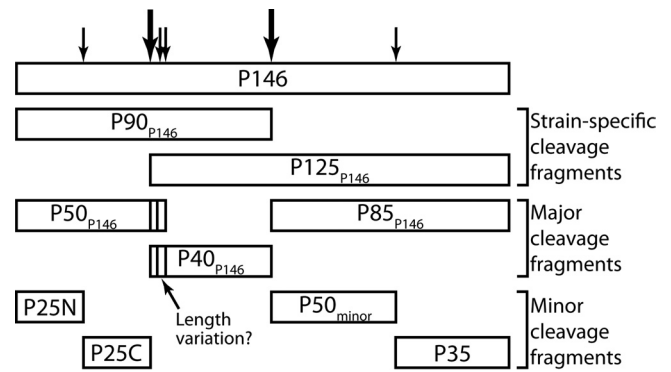 P146
P90P146
Strain-specific
cleavage
fragments
P125P146
P50P146
P85P146
Major
cleavage
fragments
P40P146
Length
variation?
P25N
P50minor
Minor
cleavage
fragments
P25C
P35